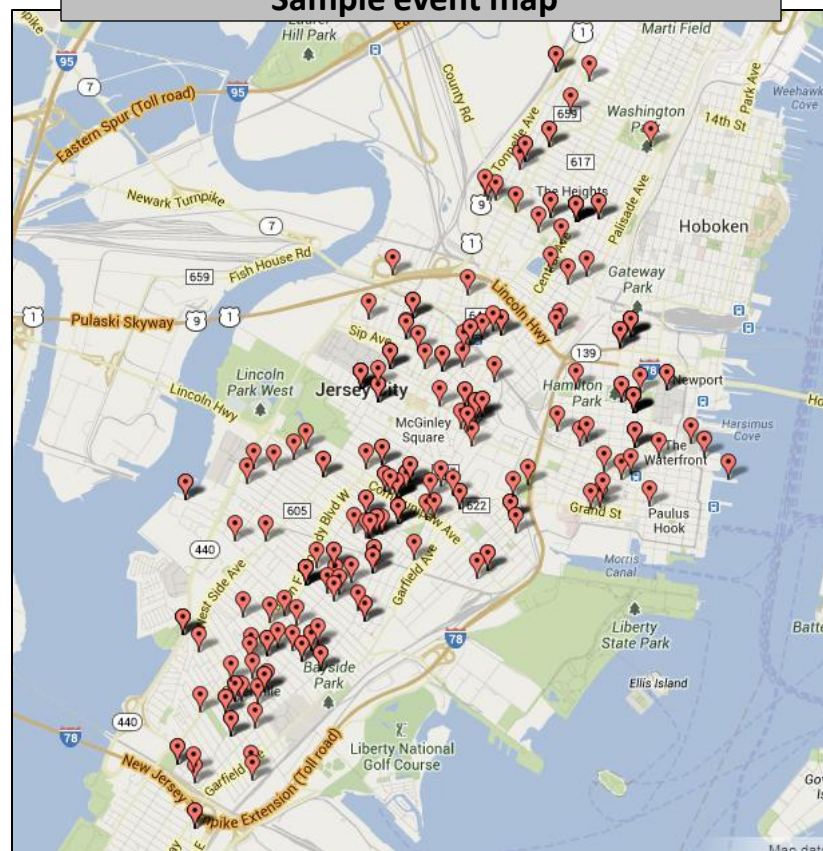 Sample event map
Hill Park
1
Marti Field
95
7
95
Eastern Spur (Toll road)
County Rd
Tonnelle Ave
659
Washington
14th St
Park Ave
Cove
617
The Heights
Newark Turnpike
9
Palisade Ave
Hoboken
7
1
Central Ave
659
Fish House Rd
Gateway
Park
Lincoln Hwy
1
Pulaski Skyway
9
1
Sip Ave
139
78
Newport
Lincoln
Park West
Jersey City
Hamilton
Park
Lincoln Hwy
McGinley
Square
Harsimus
Cove
The
Waterfront
605
622
Grand St
Paulus
Hook
440
West Side Ave
Garfield Ave
Morris
Canal
78
Liberty
State Park
Bayside
Park
Ellis Island
440
78
Garfield
Liberty National
Golf Course
New Jersey
Extension (Toll road)